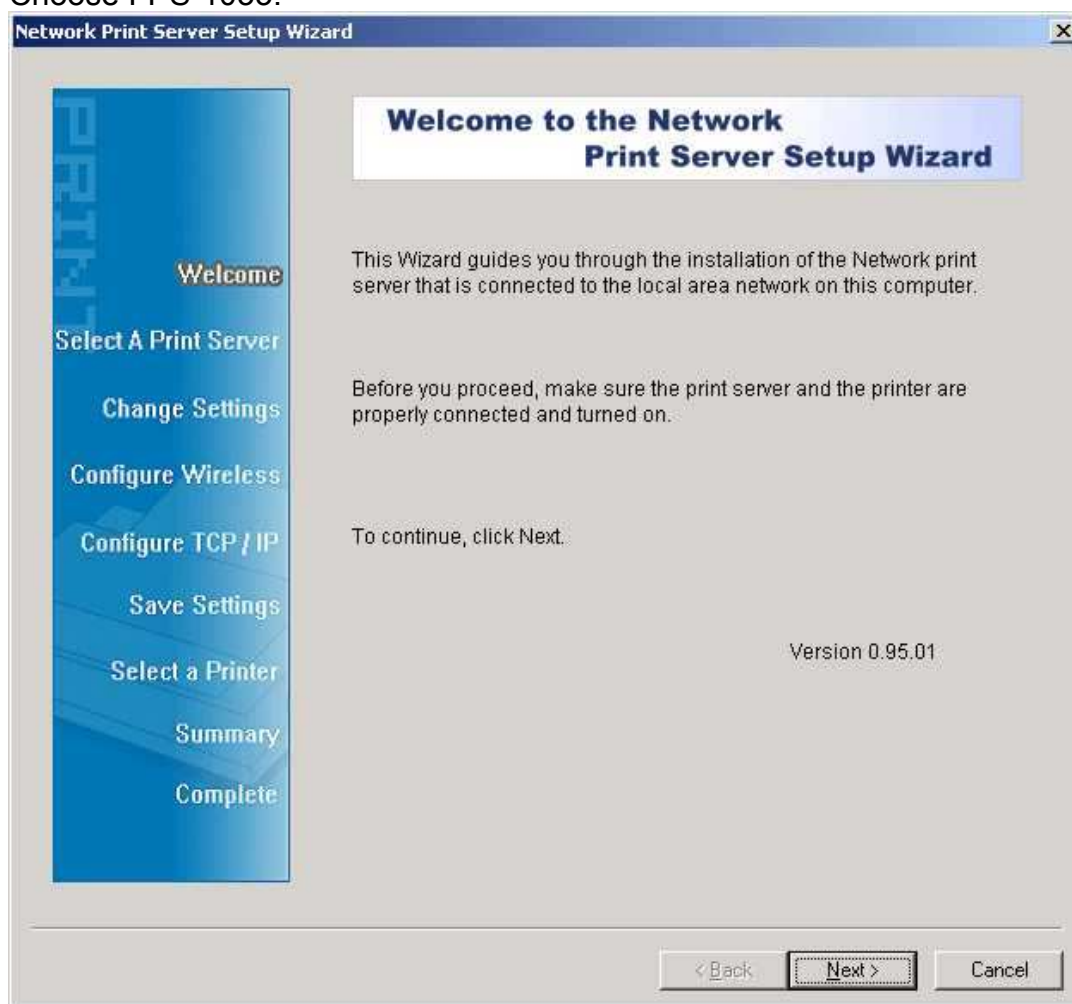 Network Print Server Setup Wizard
PRINT
Welcome to the Network
Print Server Setup Wizard
Welcome
Select A Print Server
Change Settings
Configure Wireless
Configure TCP / IP
Save Settings
Select a Printer
Summary
Complete
This Wizard guides you through the installation of the Network print
server that is connected to the local area network on this computer.
Before you proceed, make sure the print server and the printer are
properly connected and turned on.
To continue, click Next.
Version 0.95.01
< Back
Next >
Cancel